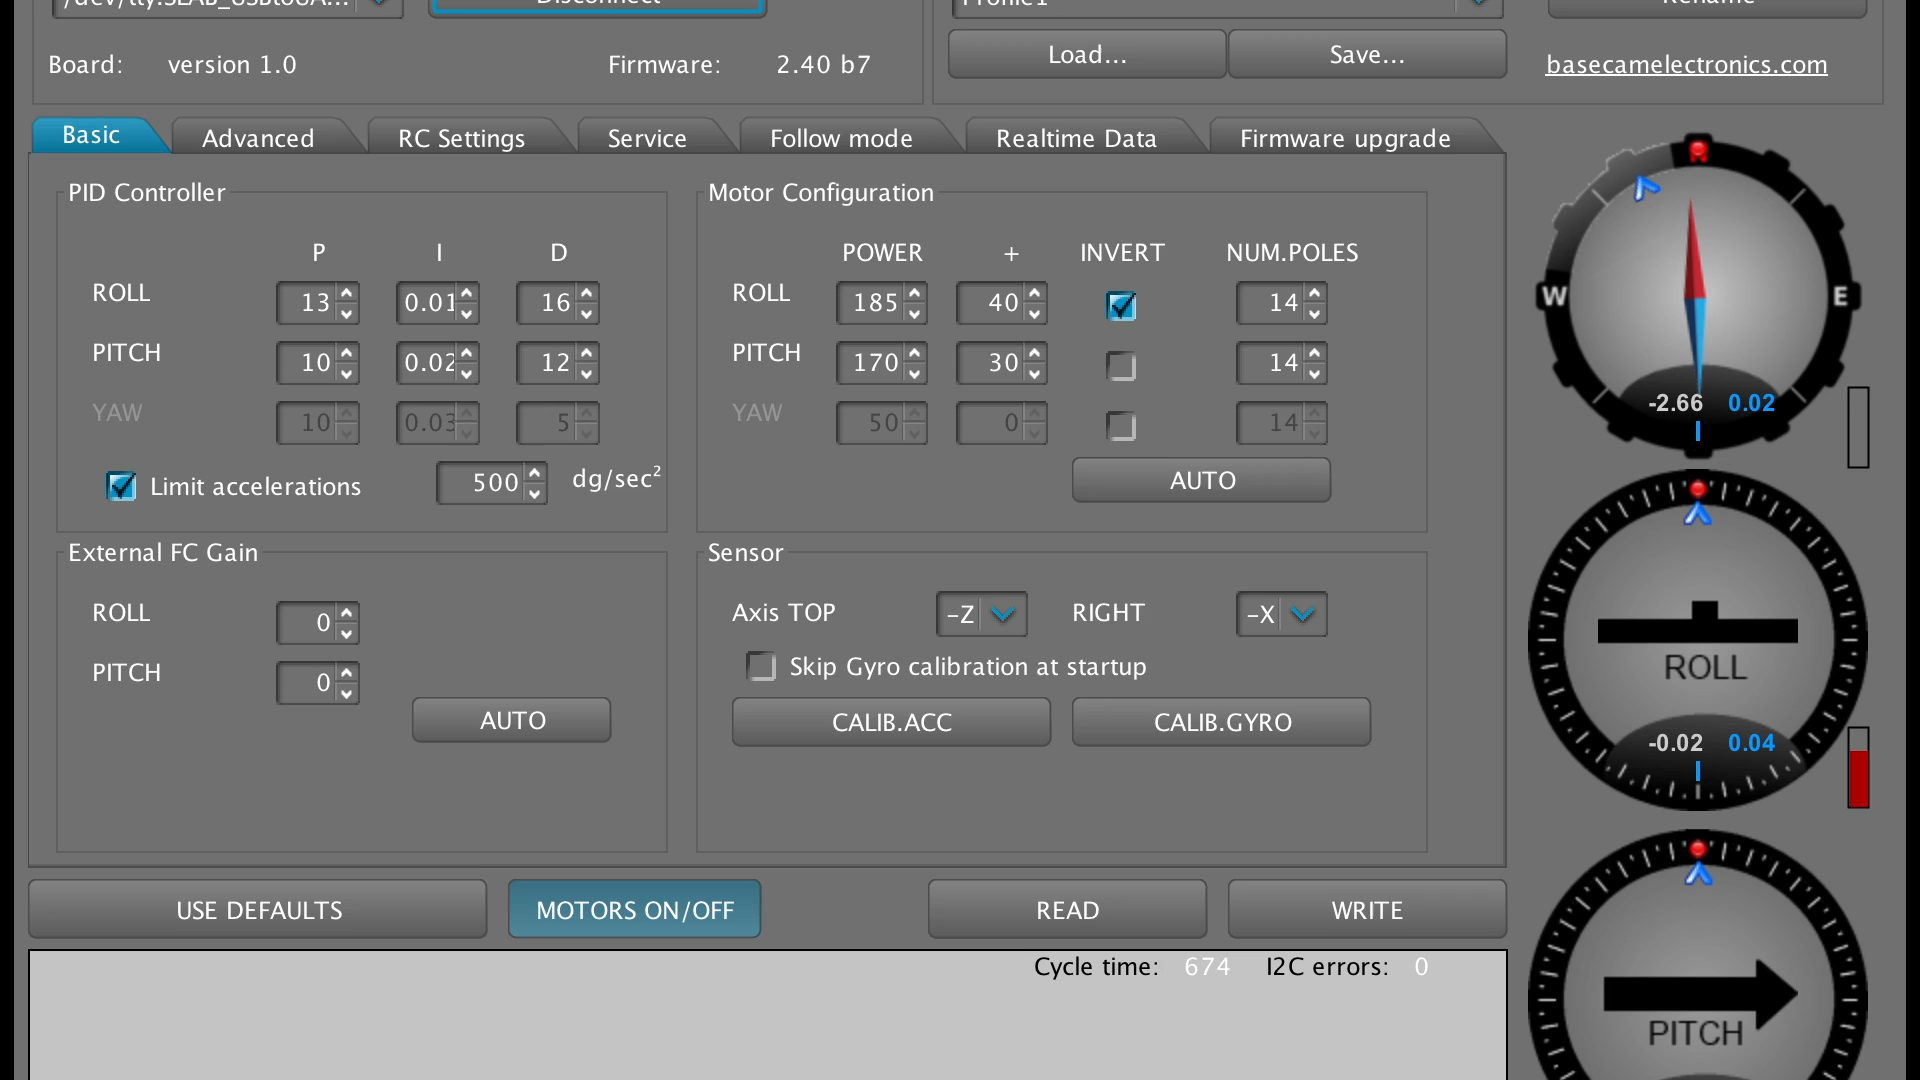 Disconnect
Rename
Load... Save...
Board: version 1.0 Firmware: 2.40 b7 basecamelectronics.com
Basic Advanced RC Settings Service Follow mode Realtime Data Firmware upgrade
PID Controller Motor Configuration
P I D POWER + INVERT NUM.POLES
ROLL 13 0.01 16 ROLL 185 40 14
PITCH 10 0.02 12 PITCH 170 30 14
YAW 10 0.03 5 YAW 50 0 14
Limit accelerations 500 dg/sec² AUTO
W E
-2.66 0.02
External FC Gain Sensor
ROLL 0 Axis TOP -Z RIGHT -X
Skip Gyro calibration at startup
PITCH 0
AUTO CALIB.ACC CALIB.GYRO
ROLL
-0.02 0.04
USE DEFAULTS MOTORS ON/OFF READ WRITE
Cycle time: 674 I2C errors: 0
PITCH